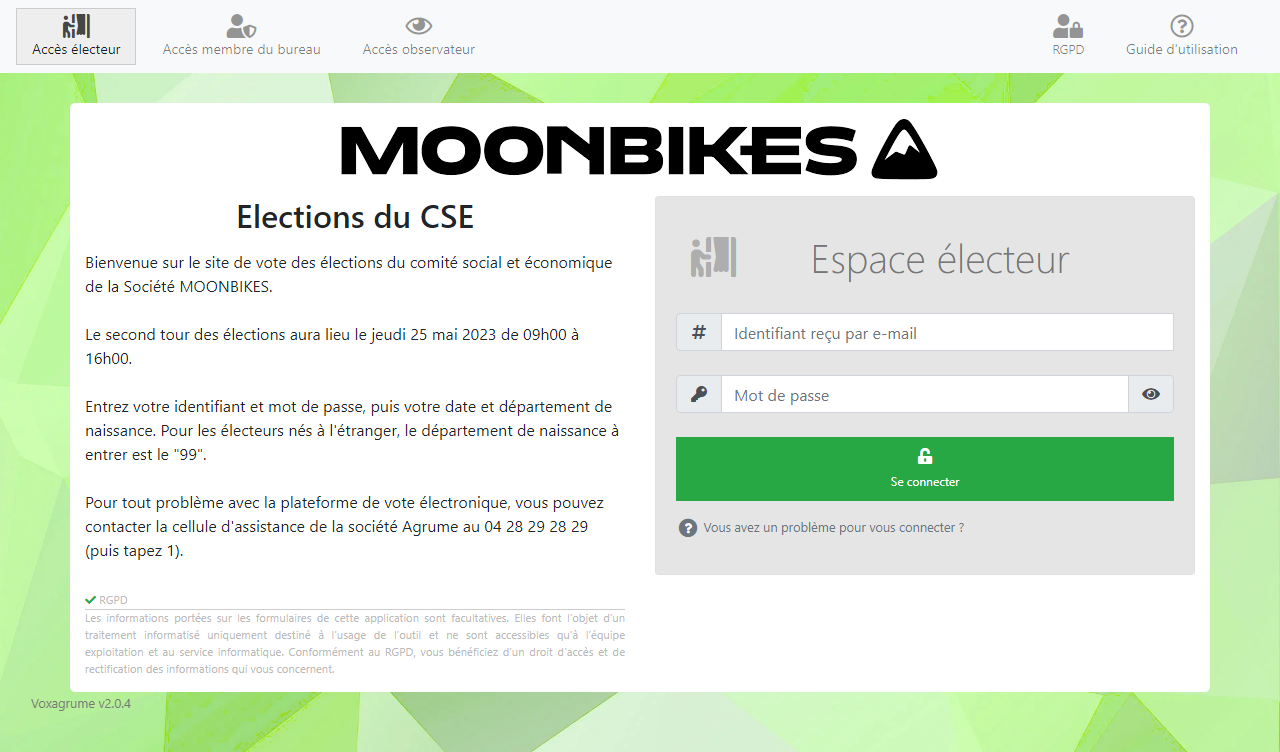 Accès électeur
Accès membre du bureau
Accès observateur
RGPD
Guide d'utilisation
MOONBIKES
Elections du CSE
Bienvenue sur le site de vote des élections du comité social et économique
de la Société MOONBIKES.
Le second tour des élections aura lieu le jeudi 25 mai 2023 de 09h00 à
16h00.
Entrez votre identifiant et mot de passe, puis votre date et département de
naissance. Pour les électeurs nés à l'étranger, le département de naissance à
entrer est le "99".
Pour tout problème avec la plateforme de vote électronique, vous pouvez
contacter la cellule d'assistance de la société Agrume au 04 28 29 28 29
(puis tapez 1).
RGPD
Les informations portées sur les formulaires de cette application sont facultatives. Elles font l'objet d'un
traitement informatisé uniquement destiné à l'usage de l'outil et ne sont accessibles qu'à l'équipe
exploitation et au service informatique. Conformément au RGPD, vous bénéficiez d'un droit d'accès et de
rectification des informations qui vous concernent.
Espace électeur
# Identifiant reçu par e-mail
Mot de passe
Se connecter
Vous avez un problème pour vous connecter ?
Voxagrume v2.0.4